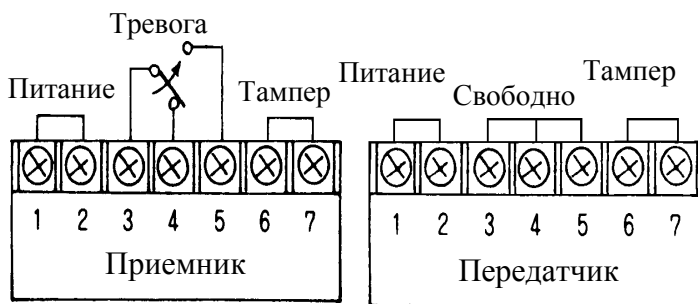 Тревога
Питание
Тампер
1 2 3 4 5 6 7
Приемник
Питание
Свободно
Тампер
1 2 3 4 5 6 7
Передатчик